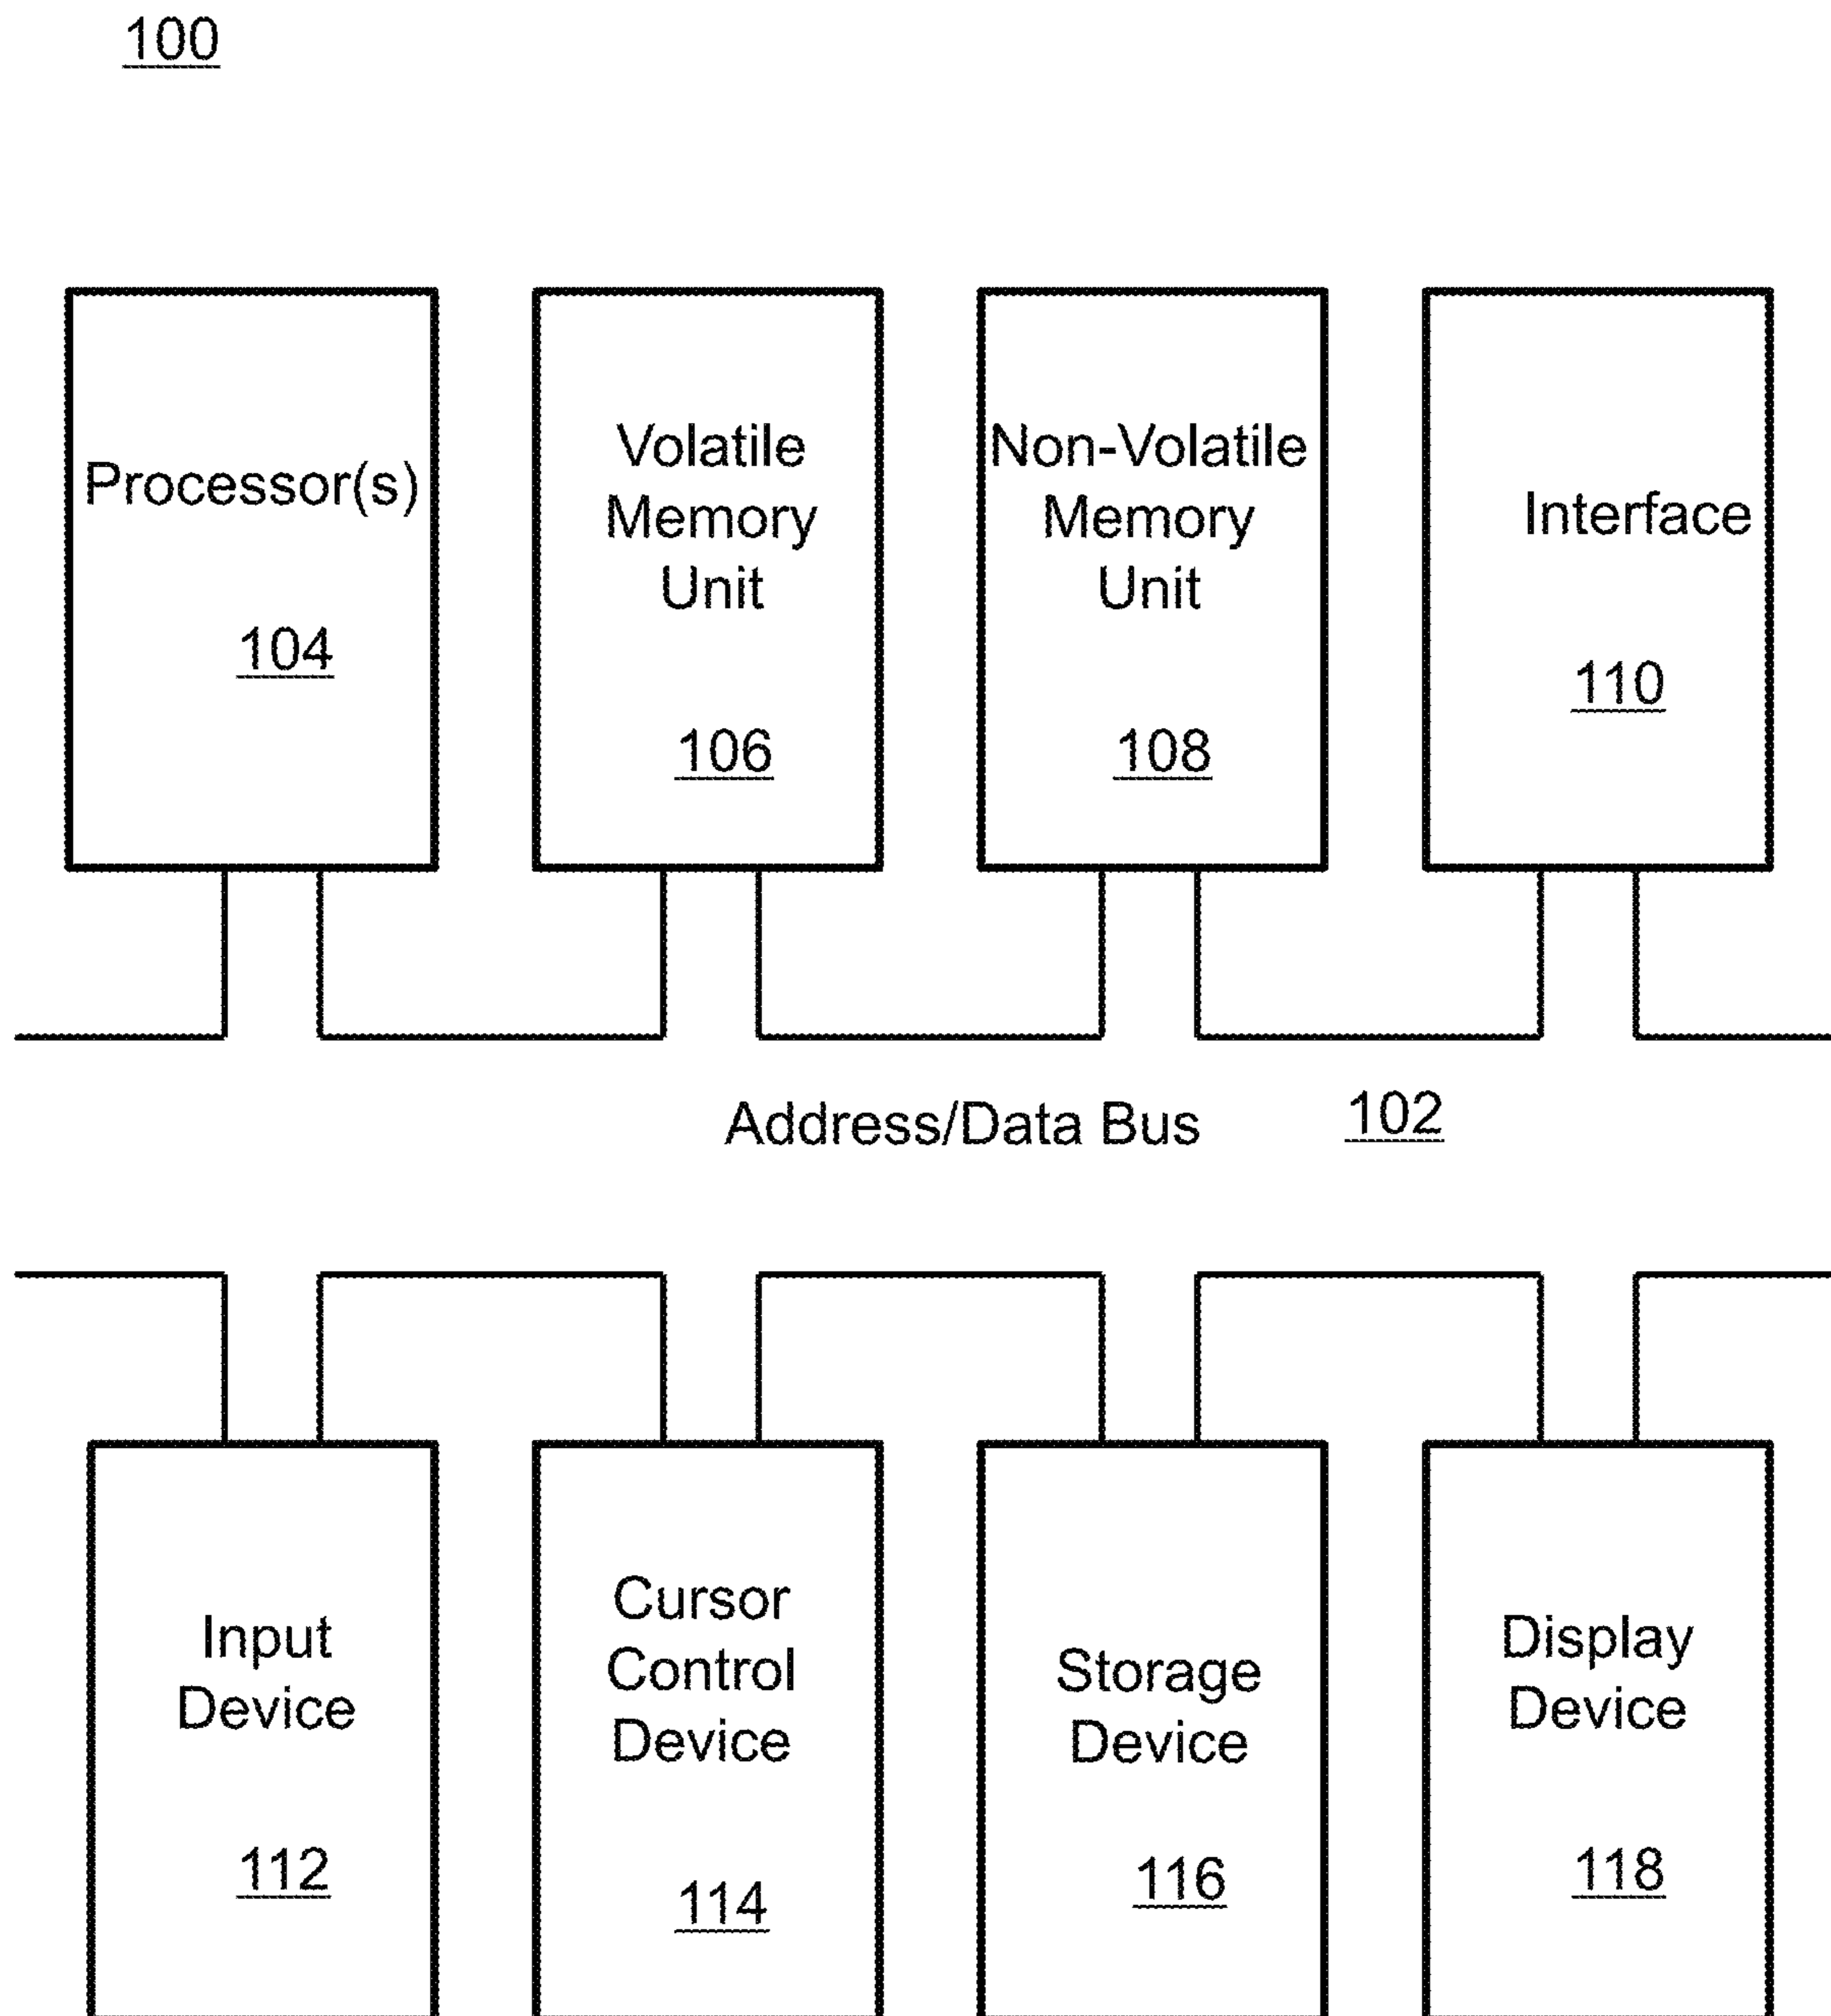 100
Processor(s)
104
Volatile
Memory
Unit
106
Non-Volatile
Memory
Unit
108
Interface
110
Address/Data Bus 102
Input
Device
112
Cursor
Control
Device
114
Storage
Device
116
Display
Device
118